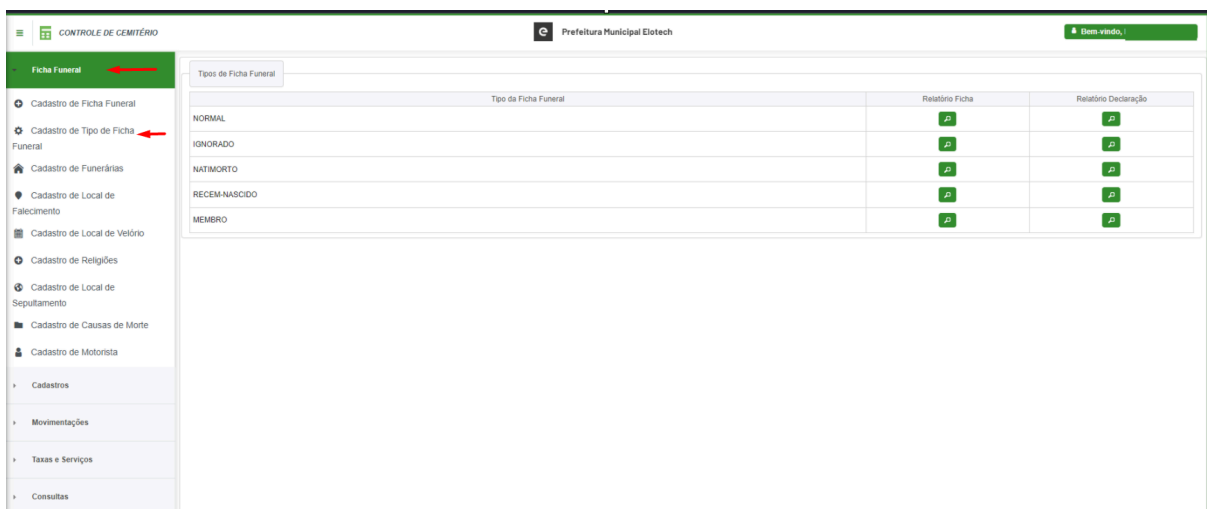 CONTROLE DE CEMITÉRIO
e Prefeitura Municipal Elotech
Bem-vindo,
Ficha Funeral
Cadastro de Ficha Funeral
Cadastro de Tipo de Ficha
Funeral
Cadastro de Funerárias
Cadastro de Local de
Falecimento
Cadastro de Local de Velório
Cadastro de Religiões
Cadastro de Local de
Sepultamento
Cadastro de Causas de Morte
Cadastro de Motorista
Cadastros
Movimentações
Taxas e Serviços
Consultas
Tipos de Ficha Funeral
Tipo da Ficha Funeral Relatório Ficha Relatório Declaração
NORMAL
IGNORADO
NATIMORTO
RECEM-NASCIDO
MEMBRO